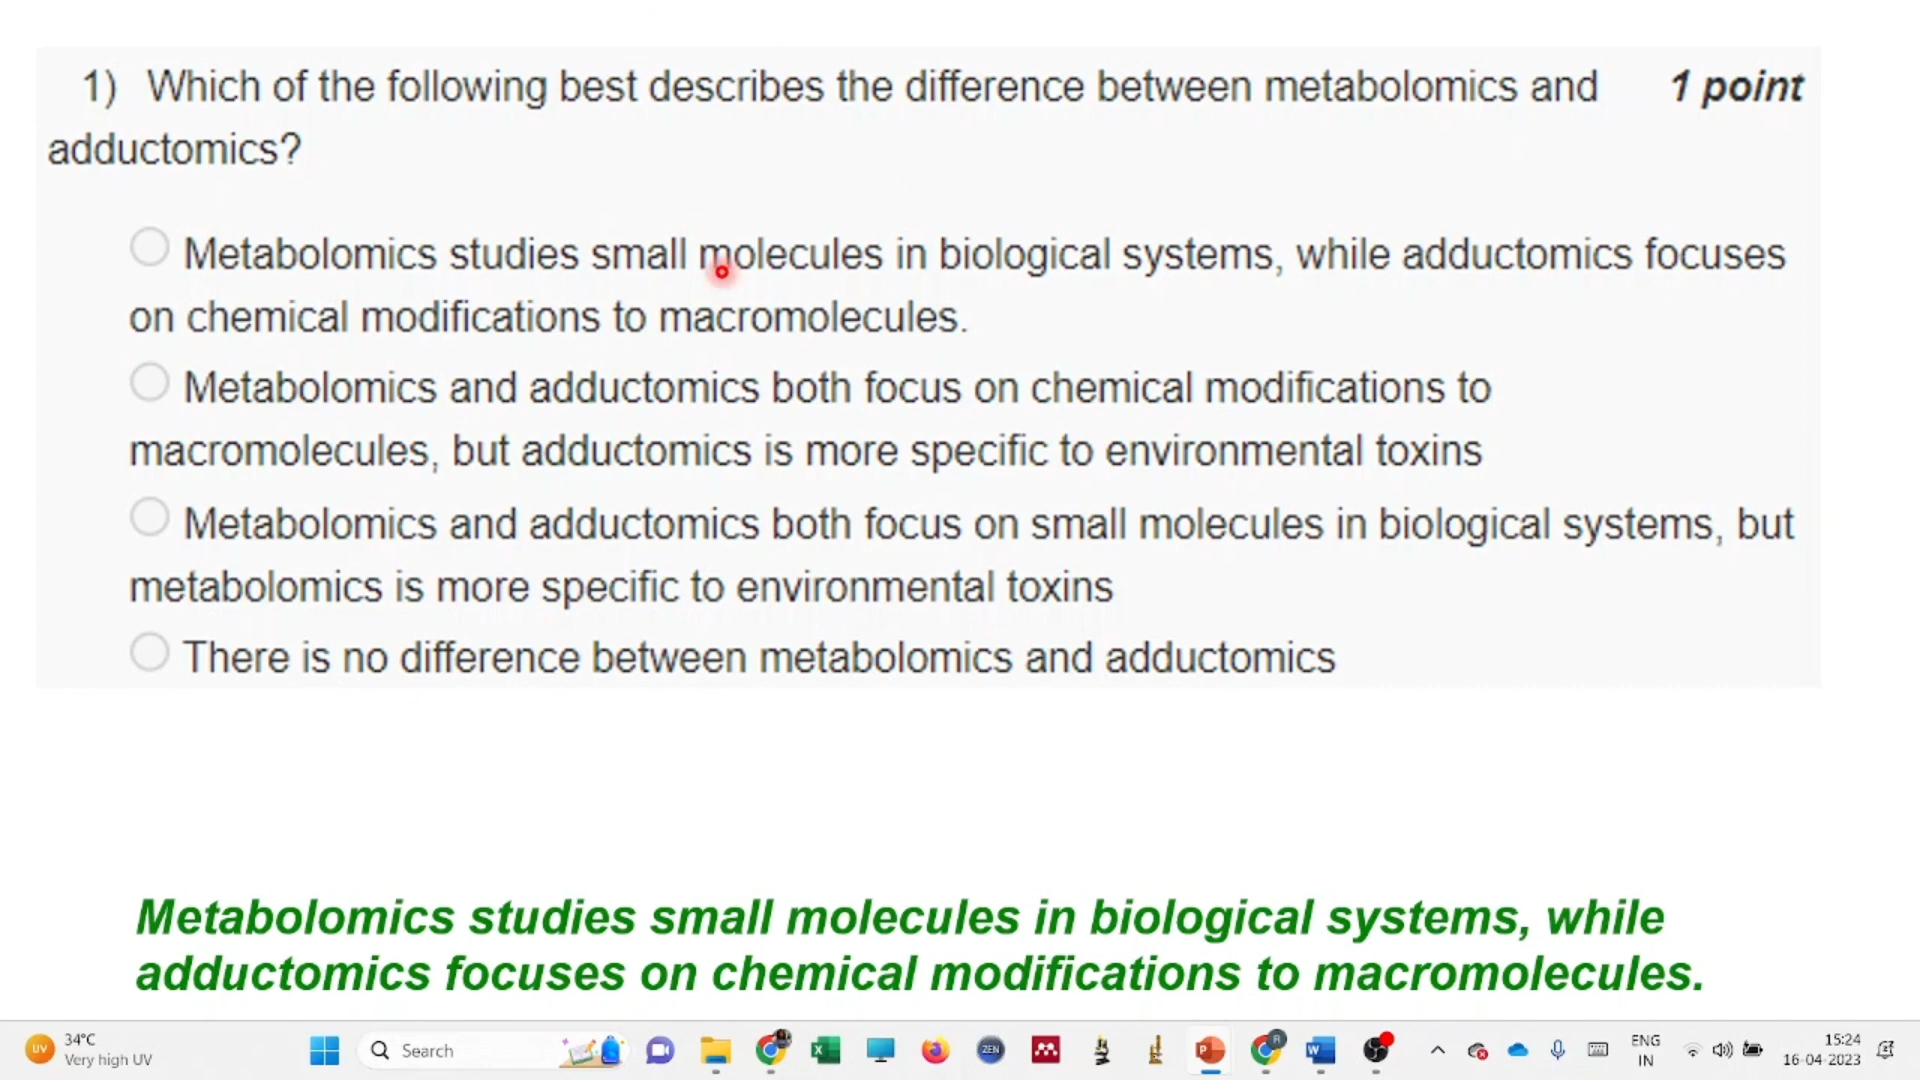 1) Which of the following best describes the difference between metabolomics and 1 point
adductomics?
Metabolomics studies small molecules in biological systems, while adductomics focuses
on chemical modifications to macromolecules.
Metabolomics and adductomics both focus on chemical modifications to
macromolecules, but adductomics is more specific to environmental toxins
Metabolomics and adductomics both focus on small molecules in biological systems, but
metabolomics is more specific to environmental toxins
There is no difference between metabolomics and adductomics
Metabolomics studies small molecules in biological systems, while
adductomics focuses on chemical modifications to macromolecules.
UV 34°C
Very high UV
Search
ZEN
ENG
IN
15:24
16-04-2023